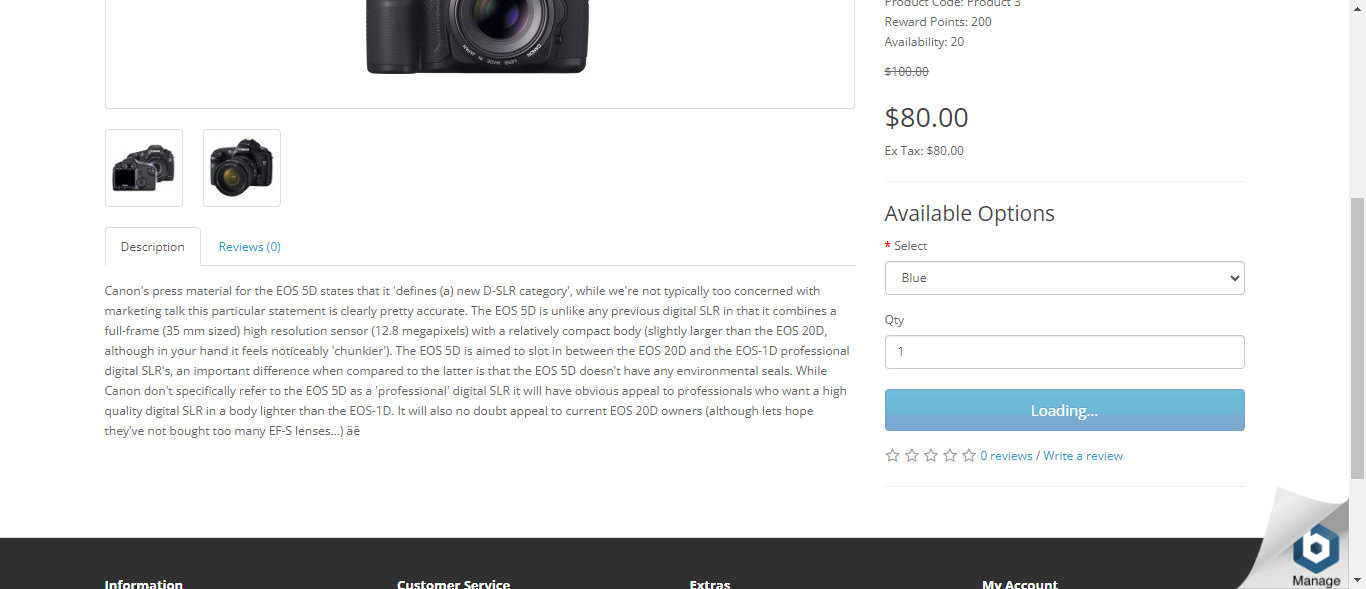 Product Code: Product 3
Reward Points: 200
Availability: 20
$100.00
$80.00
Ex Tax: $80.00
Available Options
* Select
Blue
Qty
1
Loading...
0 reviews / Write a review
Description
Reviews (0)
Canon's press material for the EOS 5D states that it 'defines (a) new D-SLR category', while we're not typically too concerned with
marketing talk this particular statement is clearly pretty accurate. The EOS 5D is unlike any previous digital SLR in that it combines a
full-frame (35 mm sized) high resolution sensor (12.8 megapixels) with a relatively compact body (slightly larger than the EOS 20D,
although in your hand it feels noticeably 'chunkier'). The EOS 5D is aimed to slot in between the EOS 20D and the EOS-1D professional
digital SLR's, an important difference when compared to the latter is that the EOS 5D doesn't have any environmental seals. While
Canon don't specifically refer to the EOS 5D as a 'professional' digital SLR it will have obvious appeal to professionals who want a high
quality digital SLR in a body lighter than the EOS-1D. It will also no doubt appeal to current EOS 20D owners (although lets hope
they've not bought too many EF-S lenses...) äë
Information
Customer Service
Extras
My Account
Manage